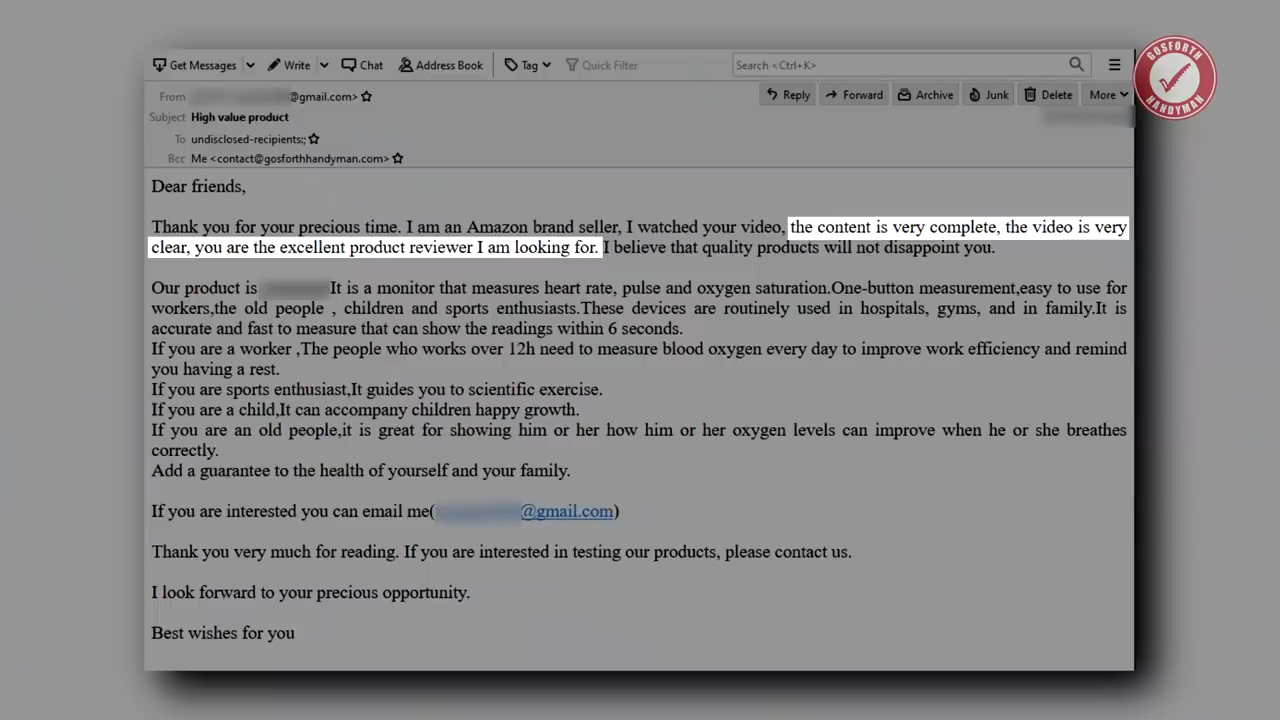 GOSFORTH
HANDYMAN
Get Messages Write Chat Address Book Tag Quick Filter Search <Ctrl+K>
From @gmail.com> Reply Forward Archive Junk Delete More
Subject High value product
To undisclosed-recipients:;
Bcc Me <contact@gosforthhandyman.com>
Dear friends,
Thank you for your precious time. I am an Amazon brand seller, I watched your video, the content is very complete, the video is very
clear, you are the excellent product reviewer I am looking for. I believe that quality products will not disappoint you.
Our product is It is a monitor that measures heart rate, pulse and oxygen saturation.One-button measurement,easy to use for
workers,the old people , children and sports enthusiasts.These devices are routinely used in hospitals, gyms, and in family.It is
accurate and fast to measure that can show the readings within 6 seconds.
If you are a worker ,The people who works over 12h need to measure blood oxygen every day to improve work efficiency and remind
you having a rest.
If you are sports enthusiast,It guides you to scientific exercise.
If you are a child,It can accompany children happy growth.
If you are an old people,it is great for showing him or her how him or her oxygen levels can improve when he or she breathes
correctly.
Add a guarantee to the health of yourself and your family.
If you are interested you can email me( @gmail.com)
Thank you very much for reading. If you are interested in testing our products, please contact us.
I look forward to your precious opportunity.
Best wishes for you